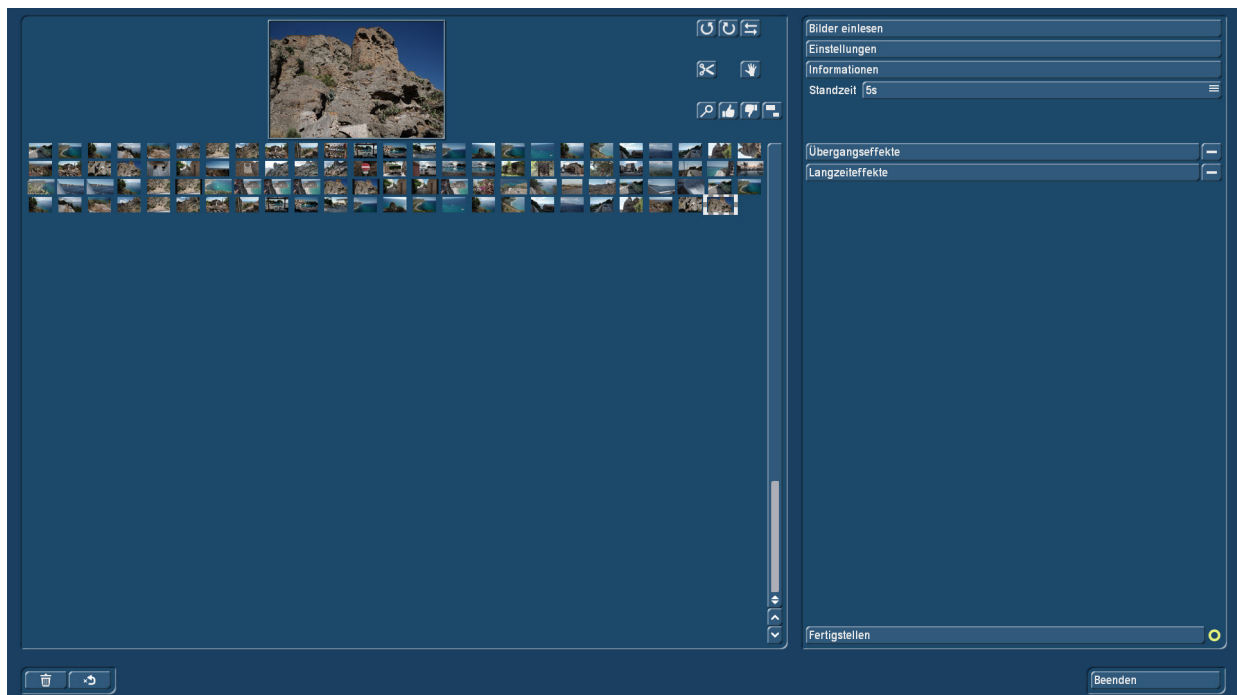 Bilder einlesen
Einstellungen
Informationen
Standzeit 5s
Übergangseffekte
Langzeiteffekte
Fertigstellen
Beenden